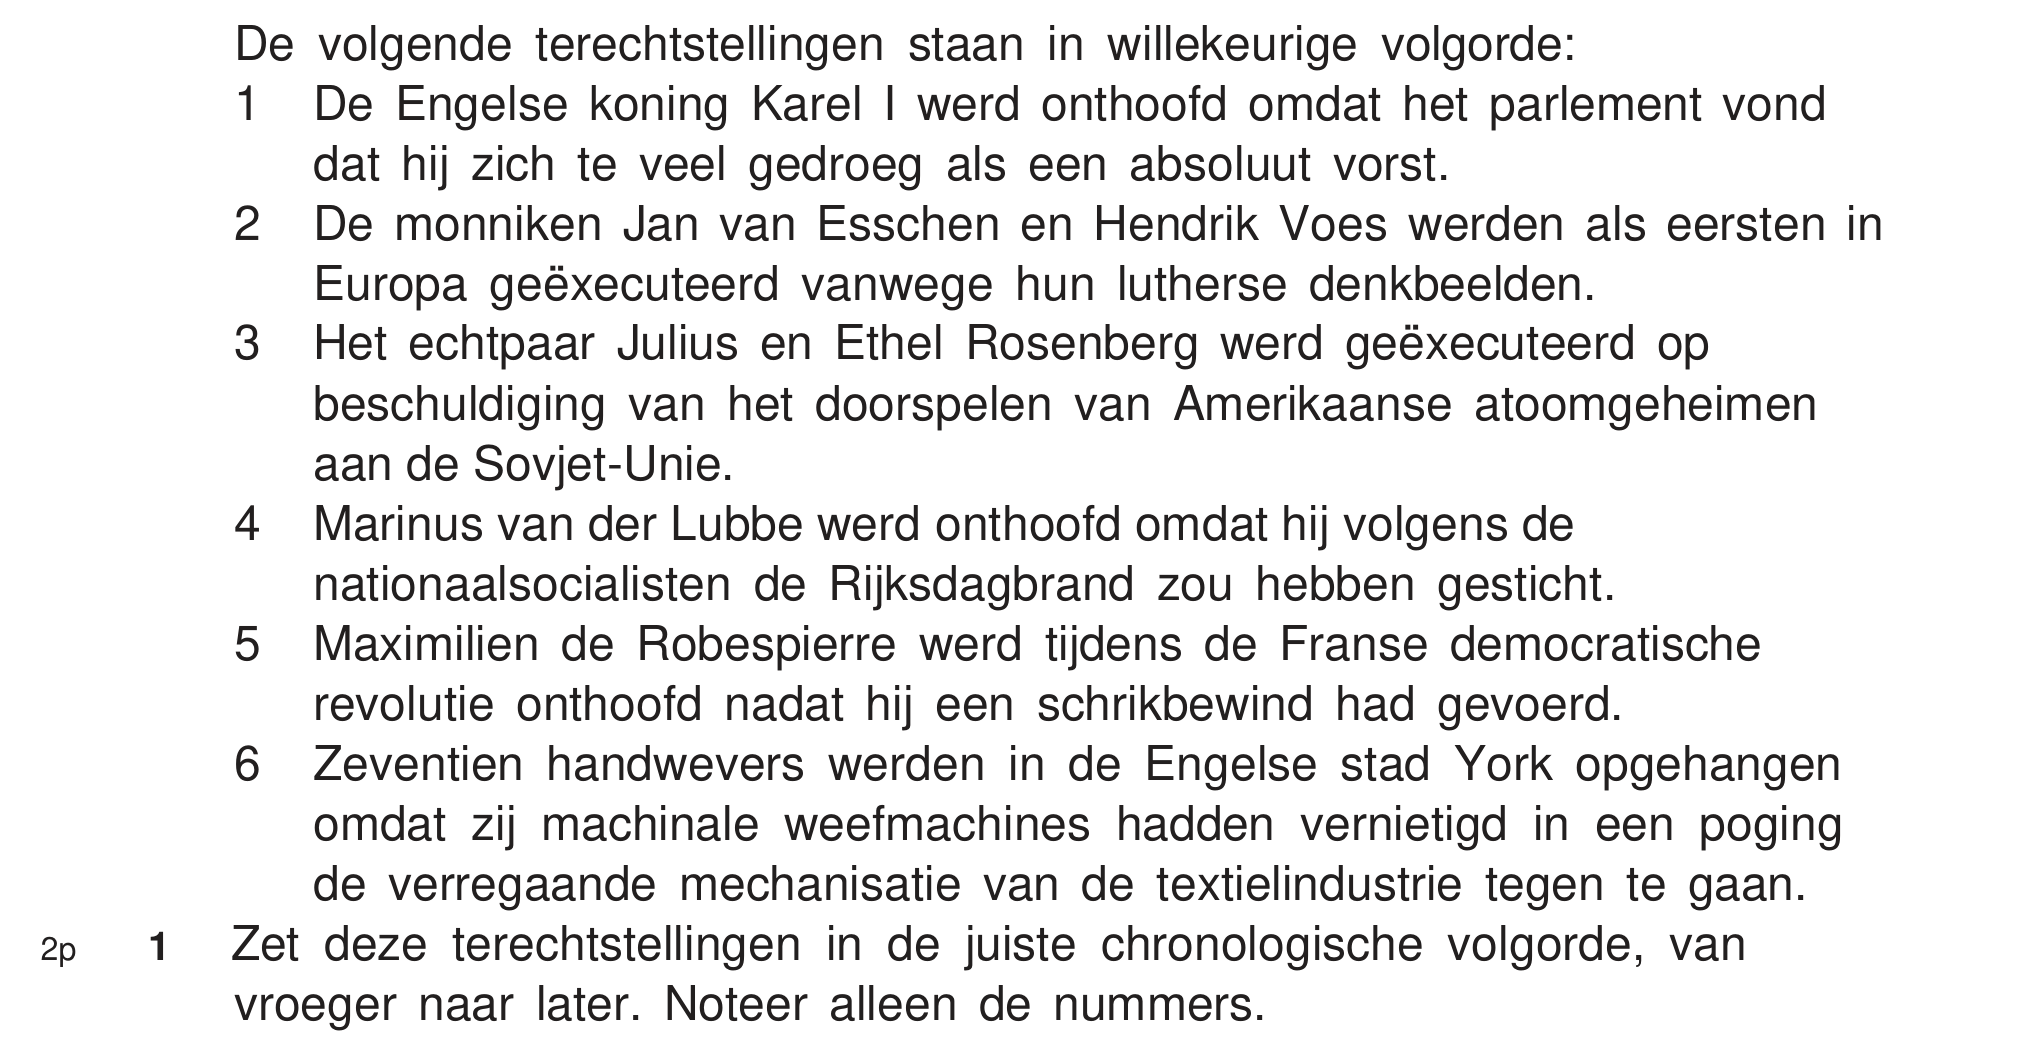 De volgende terechtstellingen staan in willekeurige volgorde:
1 De Engelse koning Karel I werd onthoofd omdat het parlement vond
dat hij zich te veel gedroeg als een absoluut vorst.
2 De monniken Jan van Esschen en Hendrik Voes werden als eersten in
Europa geëxecuteerd vanwege hun lutherse denkbeelden.
3 Het echtpaar Julius en Ethel Rosenberg werd geëxecuteerd op
beschuldiging van het doorspelen van Amerikaanse atoomgeheimen
aan de Sovjet-Unie.
4 Marinus van der Lubbe werd onthoofd omdat hij volgens de
nationaalsocialisten de Rijksdagbrand zou hebben gesticht.
5 Maximilien de Robespierre werd tijdens de Franse democratische
revolutie onthoofd nadat hij een schrikbewind had gevoerd.
6 Zeventien handwevers werden in de Engelse stad York opgehangen
omdat zij machinale weefmachines hadden vernietigd in een poging
de verregaande mechanisatie van de textielindustrie tegen te gaan.
2p 1 Zet deze terechtstellingen in de juiste chronologische volgorde, van
vroeger naar later. Noteer alleen de nummers.